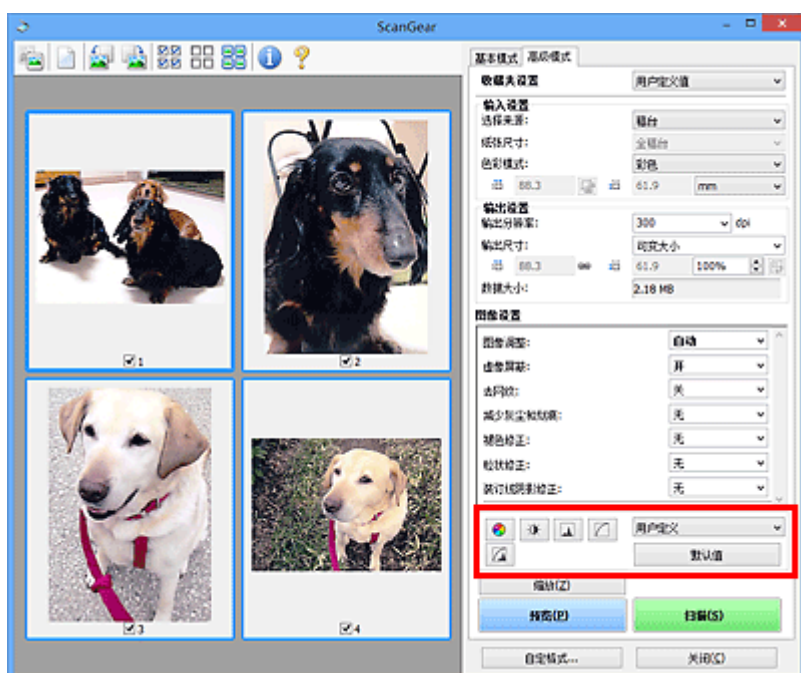 ScanGear
基本模式 高级模式
收藏夹设置 用户定义值
输入设置
选择来源: 稿台
纸张尺寸: 全稿台
色彩模式: 彩色
88.3 61.9 mm
输出设置
输出分辨率: 300 dpi
输出尺寸: 可变大小
88.3 61.9 100%
数据大小: 2.18 MB
图像设置
图像调整: 自动
虚像屏蔽: 开
去网纹: 关
减少灰尘和划痕: 无
褪色修正: 无
粒状修正: 无
装订线阴影修正: 无
用户定义
默认值
缩放(Z)
预览(P) 扫描(S)
自定模式... 关闭(C)
1
2
3
4